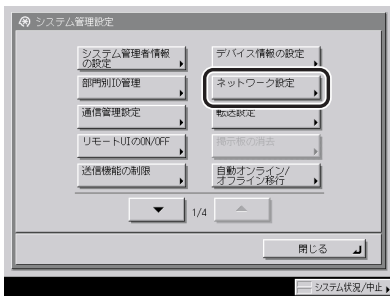 システム管理設定
システム管理者情報
の設定
デバイス情報の設定
部門別ID管理
ネットワーク設定
通信管理設定
転送設定
リモートUIのON/OFF
掲示板の消去
送信機能の制限
自動オンライン/
オフライン移行
1/4
閉じる
システム状況/中止